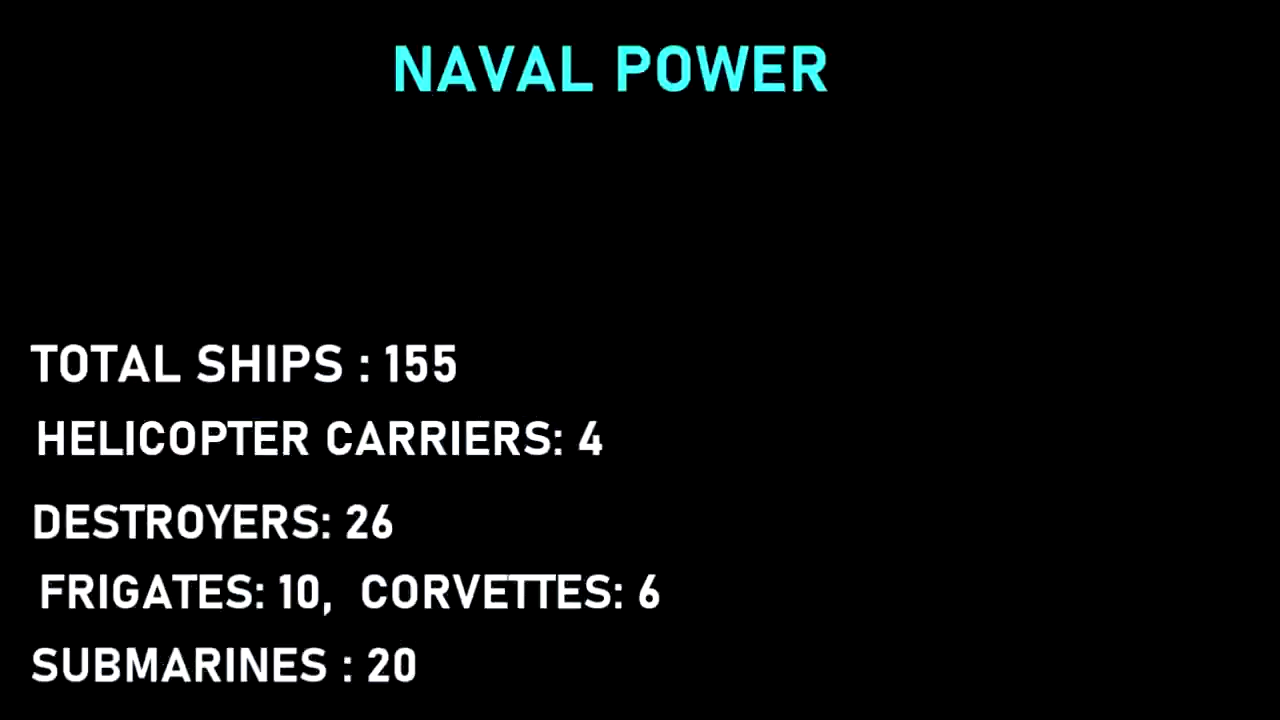 NAVAL POWER
TOTAL SHIPS : 155
HELICOPTER CARRIERS: 4
DESTROYERS: 26
FRIGATES: 10, CORVETTES: 6
SUBMARINES : 20